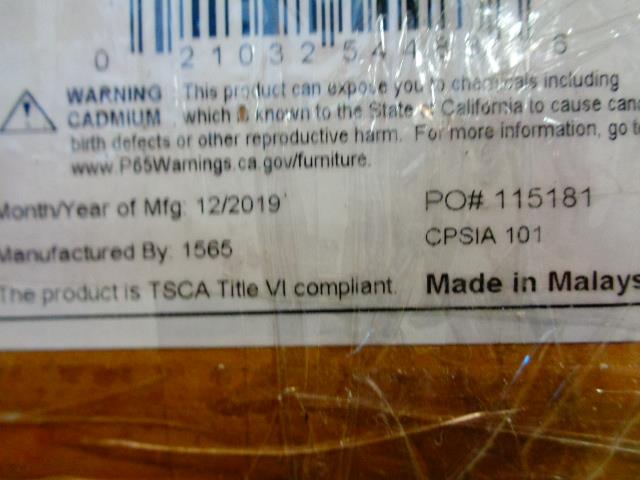 0 21032 54
WARNING This product can expose you to chemicals including
CADMIUM which is known to the State of California to cause
birth defects or other reproductive harm. For more information, go
www.P65Warnings.ca.gov/furniture.
Month/Year of Mfg: 12/2019
PO# 115181
Manufactured By: 1565
CPSIA 101
The product is TSCA Title VI compliant.
Made in Malays